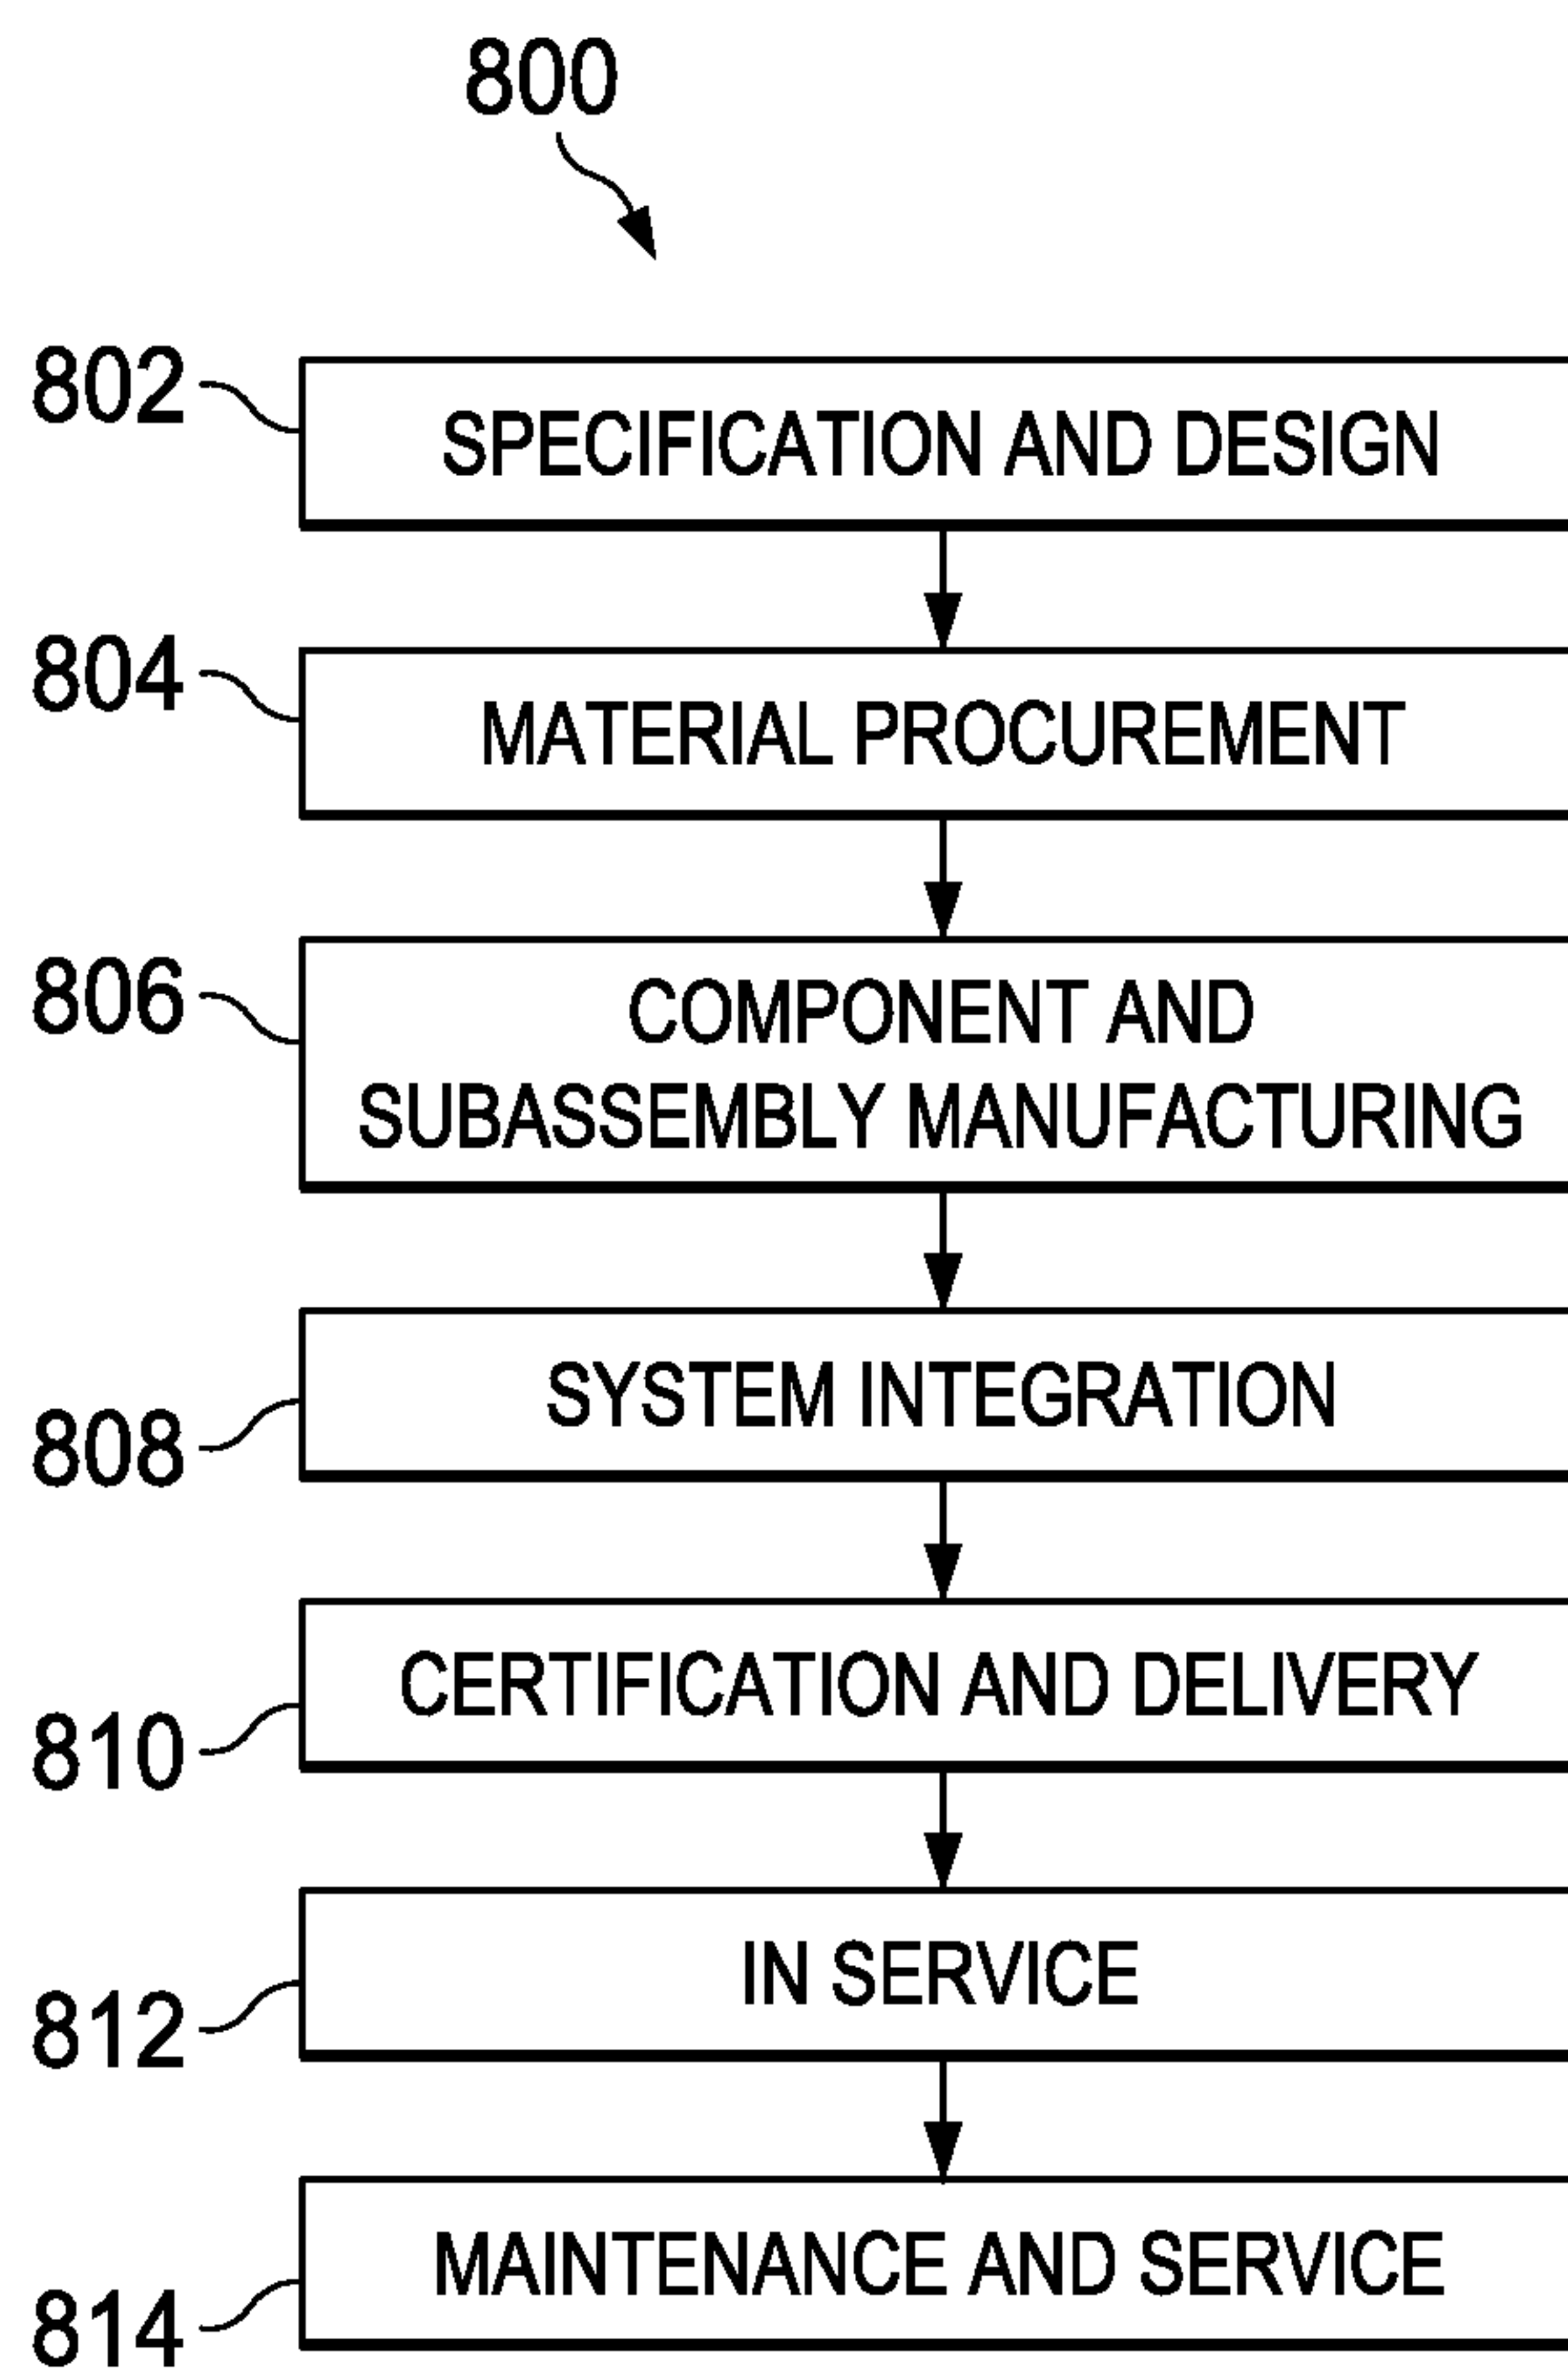 800
802
SPECIFICATION AND DESIGN
804
MATERIAL PROCUREMENT
806
COMPONENT AND
SUBASSEMBLY MANUFACTURING
808
SYSTEM INTEGRATION
810
CERTIFICATION AND DELIVERY
812
IN SERVICE
814
MAINTENANCE AND SERVICE